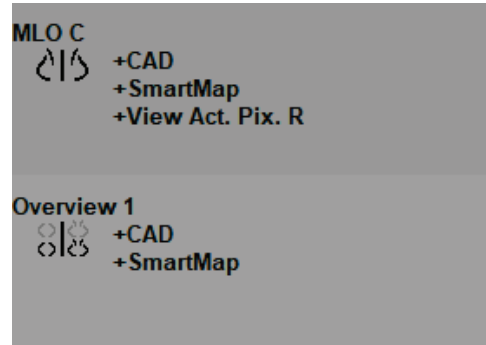 MLO C
+CAD
+SmartMap
+View Act. Pix. R
Overview 1
+CAD
+SmartMap